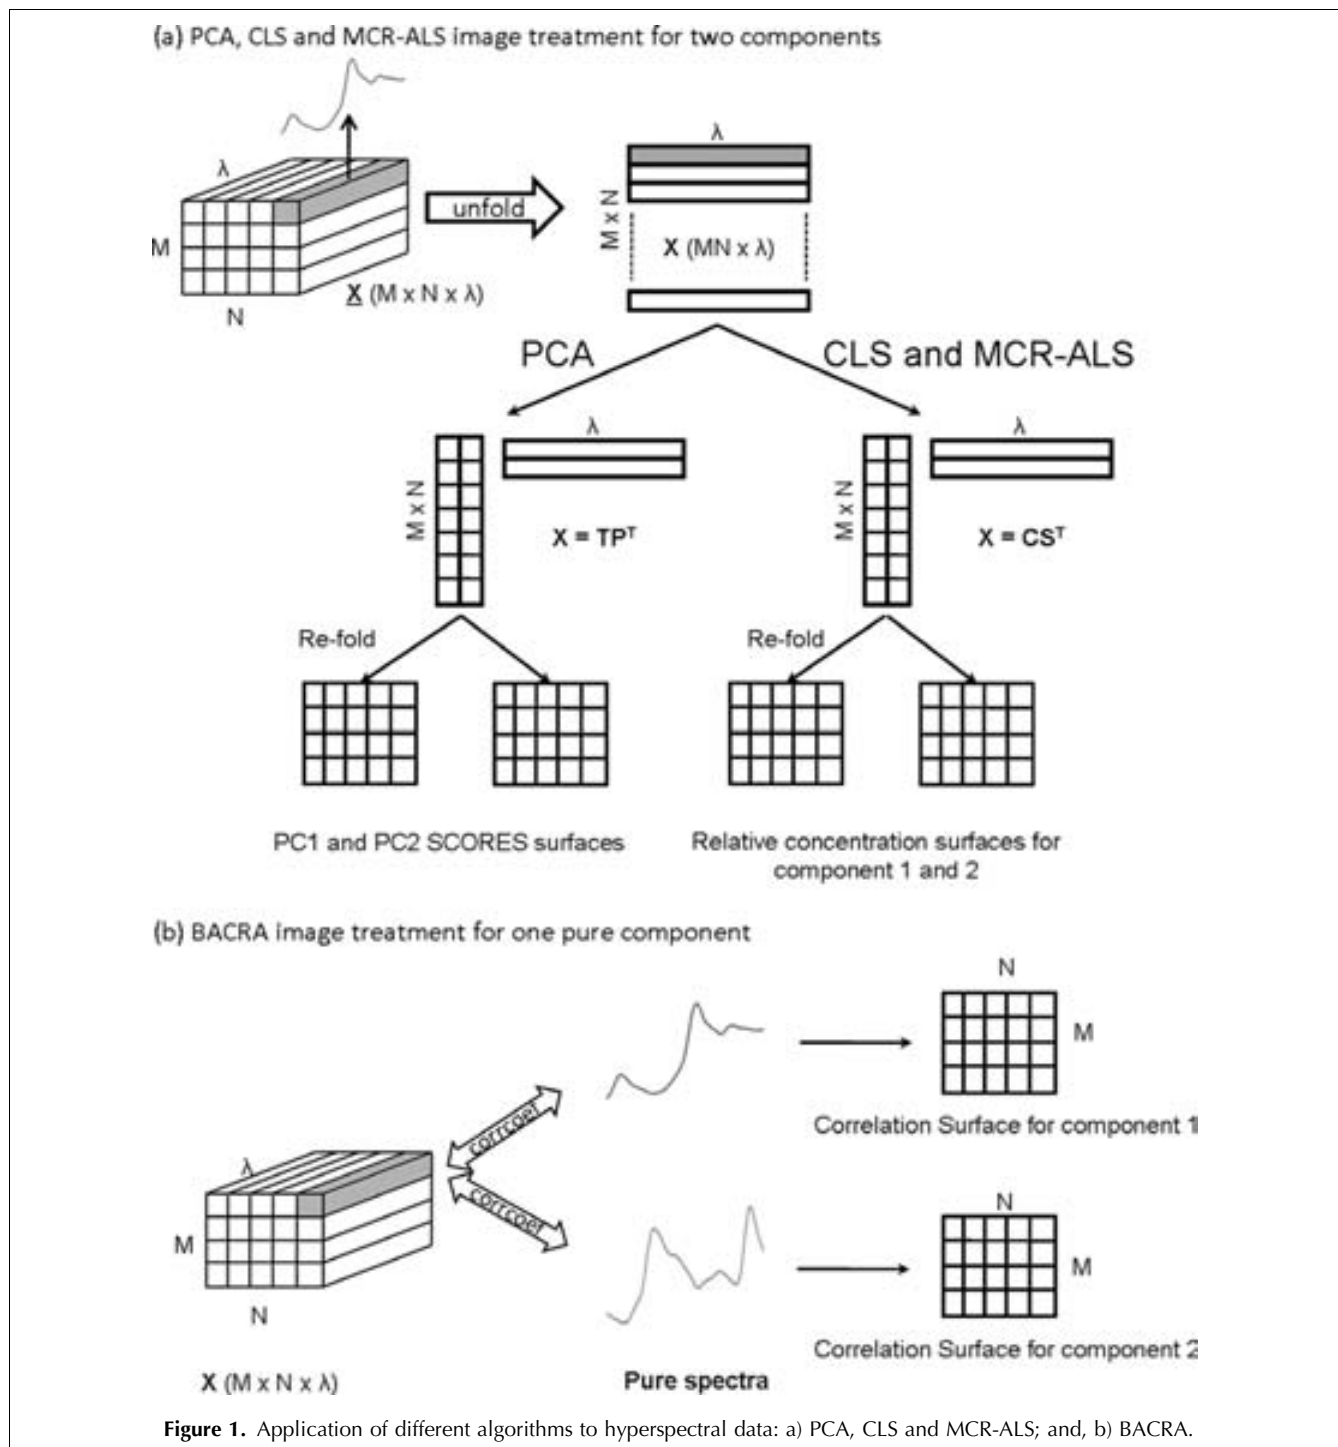 (a) PCA, CLS and MCR-ALS image treatment for two components
λ
λ
unfold
M
M x N
X (MN x λ)
X (M x N x λ)
N
PCA
CLS and MCR-ALS
λ
λ
M x N
M x N
X = TPᵀ
X = CSᵀ
Re-fold
Re-fold
PC1 and PC2 SCORES surfaces
Relative concentration surfaces for
component 1 and 2
(b) BACRA image treatment for one pure component
N
M
corrcoef
Correlation Surface for component 1
λ
corrcoef
N
M
M
N
Correlation Surface for component 2
X (M x N x λ)
Pure spectra
Figure 1. Application of different algorithms to hyperspectral data: a) PCA, CLS and MCR-ALS; and, b) BACRA.